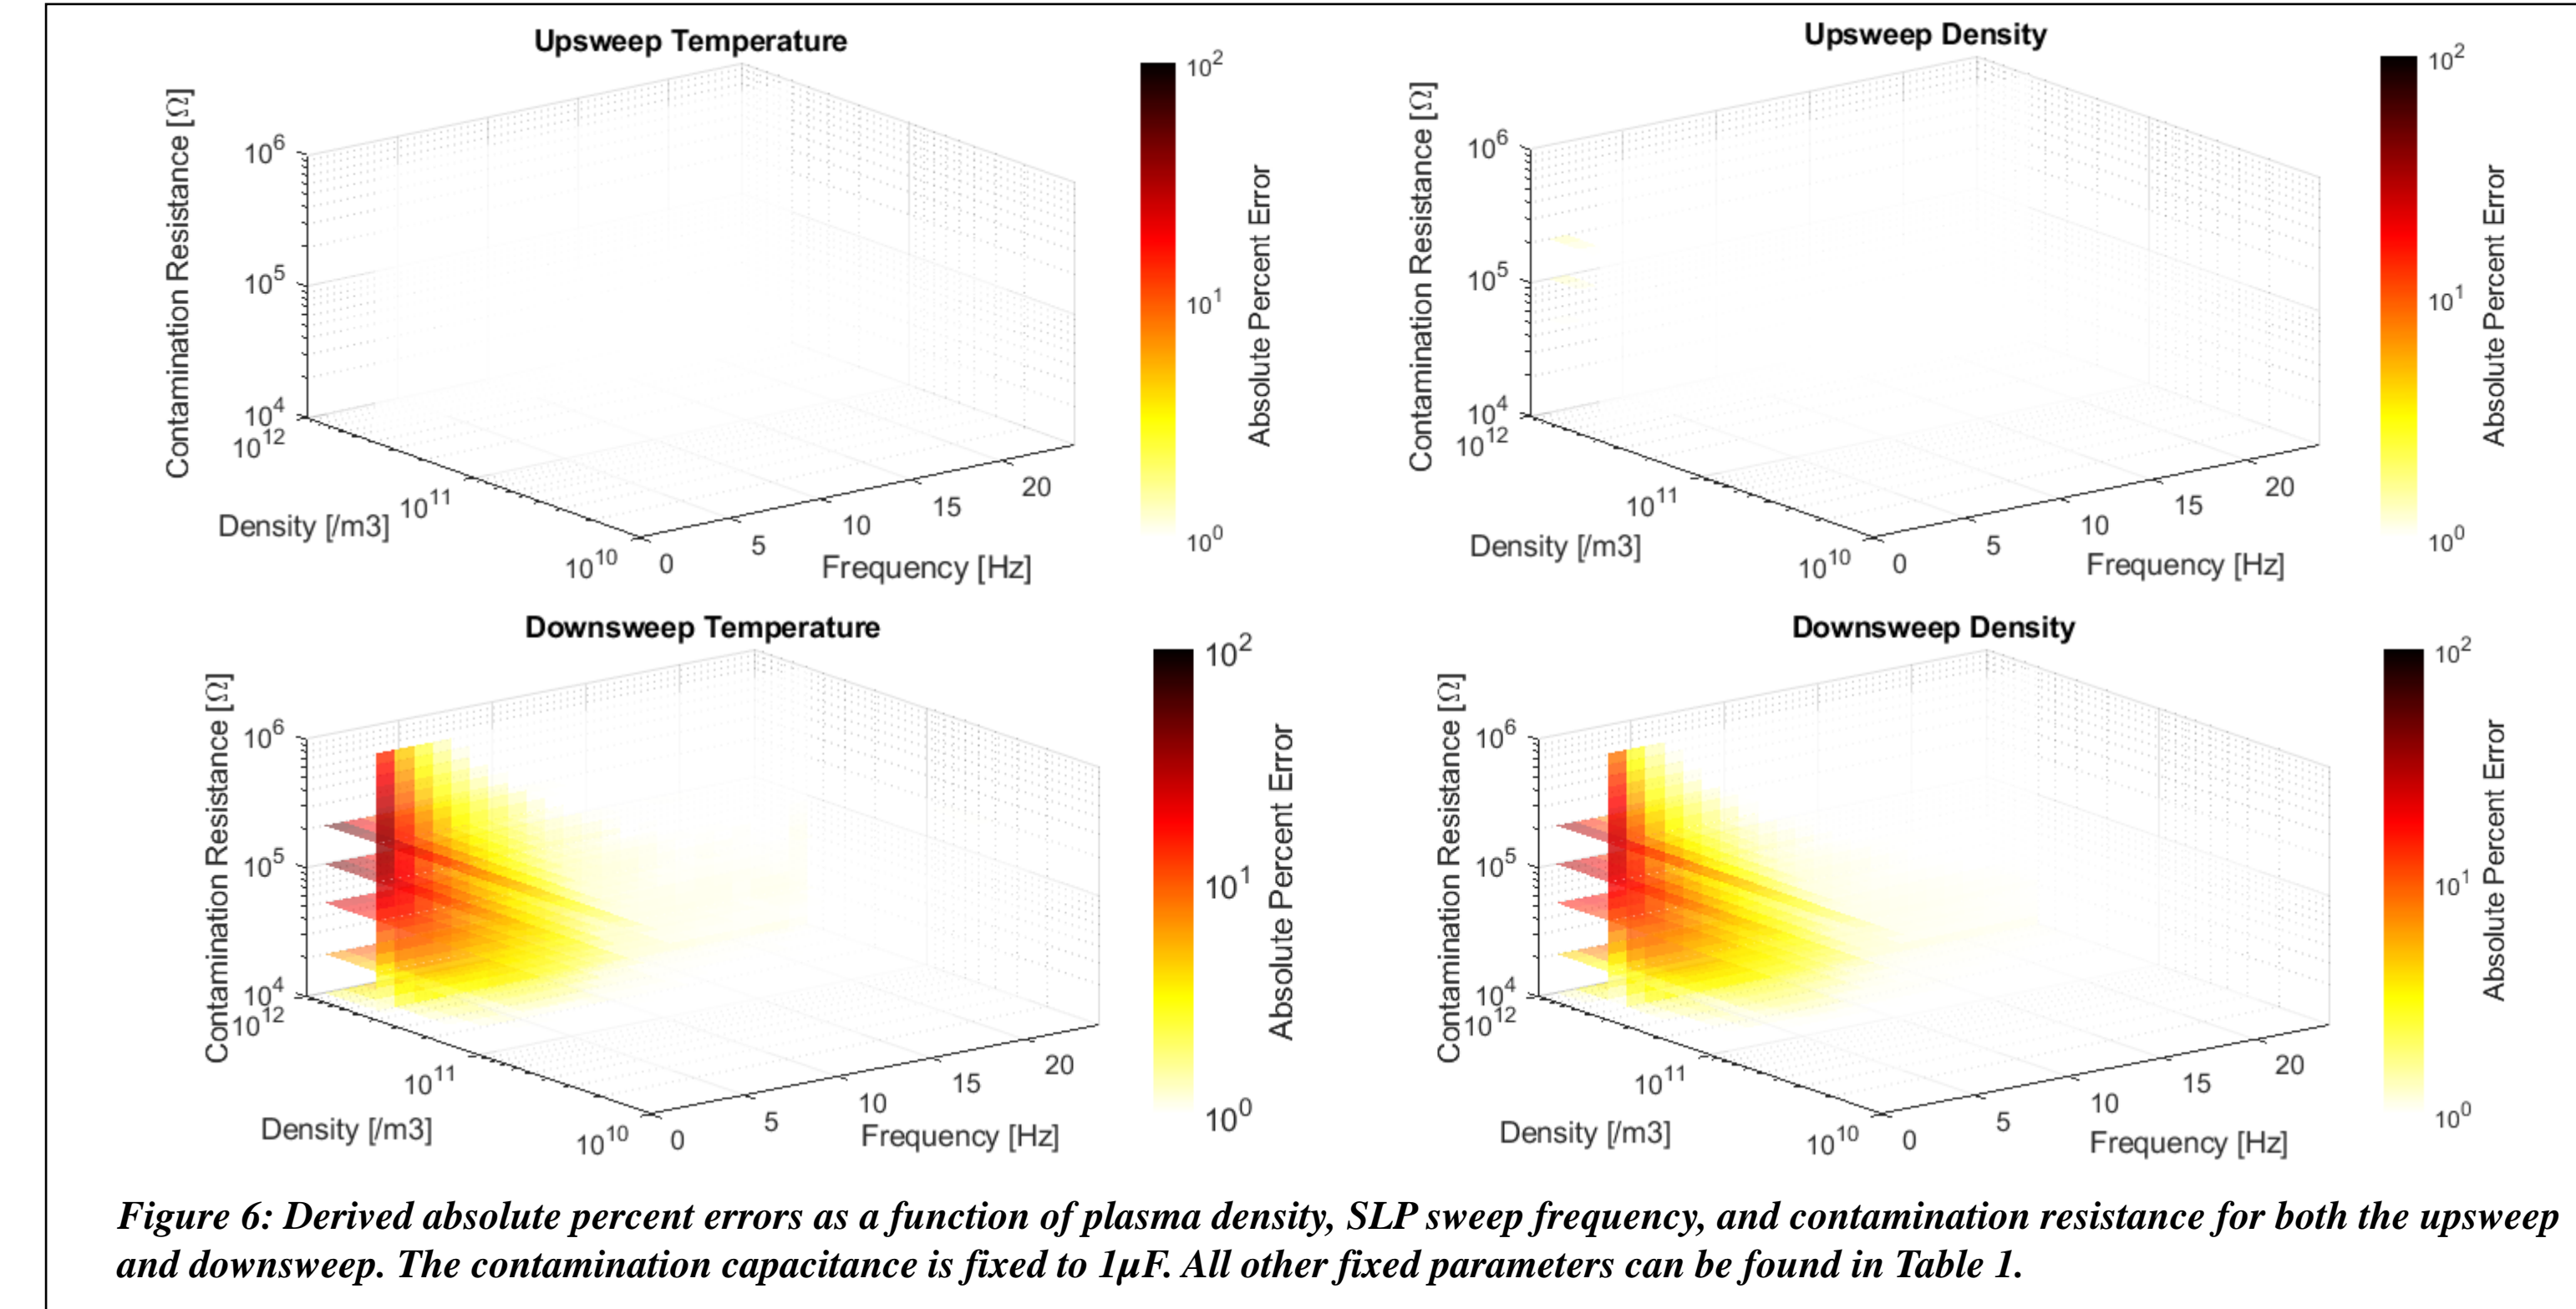 Upsweep Temperature
Contamination Resistance [Ω]
10^6
10^5
10^4
10^12
10^11
10^10
Density [/m3]
0
5
10
15
20
Frequency [Hz]
10^2
10^1
10^0
Absolute Percent Error
Upsweep Density
Contamination Resistance [Ω]
10^6
10^5
10^4
10^12
10^11
10^10
Density [/m3]
0
5
10
15
20
Frequency [Hz]
10^2
10^1
10^0
Absolute Percent Error
Downsweep Temperature
Contamination Resistance [Ω]
10^6
10^5
10^4
10^12
10^11
10^10
Density [/m3]
0
5
10
15
20
Frequency [Hz]
10^2
10^1
10^0
Absolute Percent Error
Downsweep Density
Contamination Resistance [Ω]
10^6
10^5
10^4
10^12
10^11
10^10
Density [/m3]
0
5
10
15
20
Frequency [Hz]
10^2
10^1
10^0
Absolute Percent Error
Figure 6: Derived absolute percent errors as a function of plasma density, SLP sweep frequency, and contamination resistance for both the upsweep
and downsweep. The contamination capacitance is fixed to 1μF. All other fixed parameters can be found in Table 1.